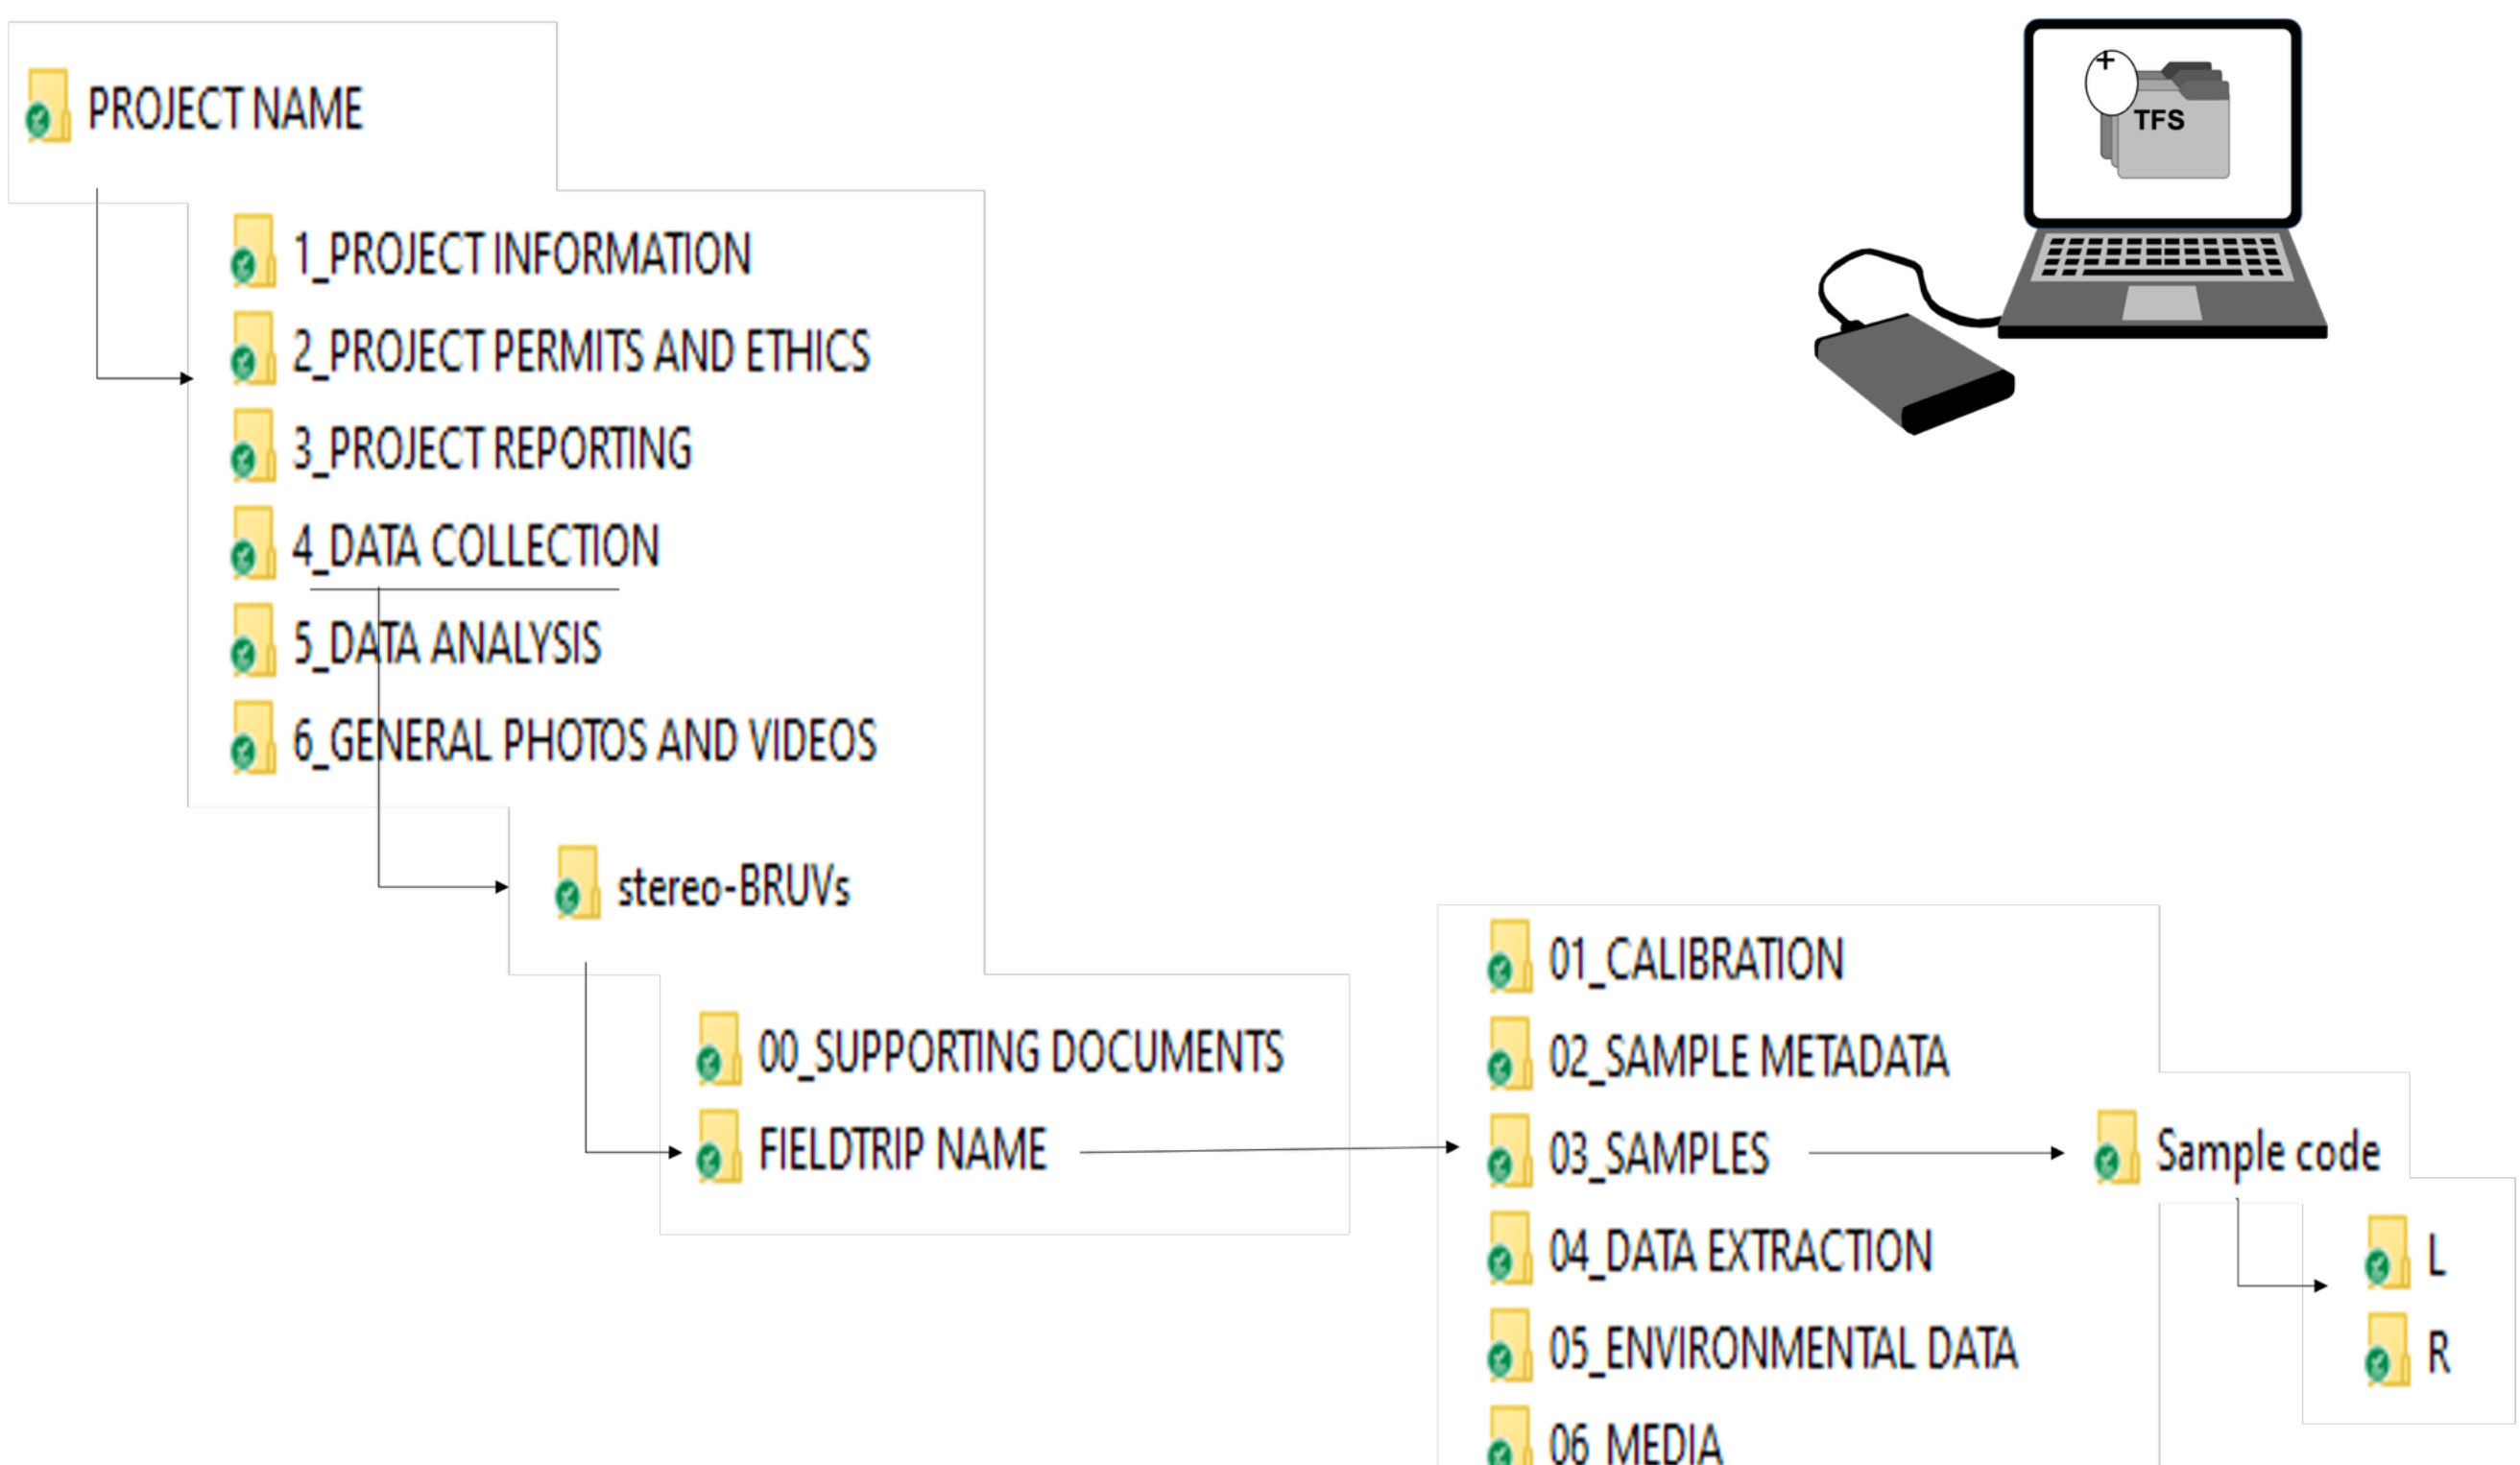 PROJECT NAME
+
TFS
1_PROJECT INFORMATION
2_PROJECT PERMITS AND ETHICS
3_PROJECT REPORTING
4_DATA COLLECTION
5_DATA ANALYSIS
6_GENERAL PHOTOS AND VIDEOS
stereo-BRUVs
00_SUPPORTING DOCUMENTS
FIELDTRIP NAME
01_CALIBRATION
02_SAMPLE METADATA
03_SAMPLES
04_DATA EXTRACTION
05_ENVIRONMENTAL DATA
06_MEDIA
Sample code
L
R